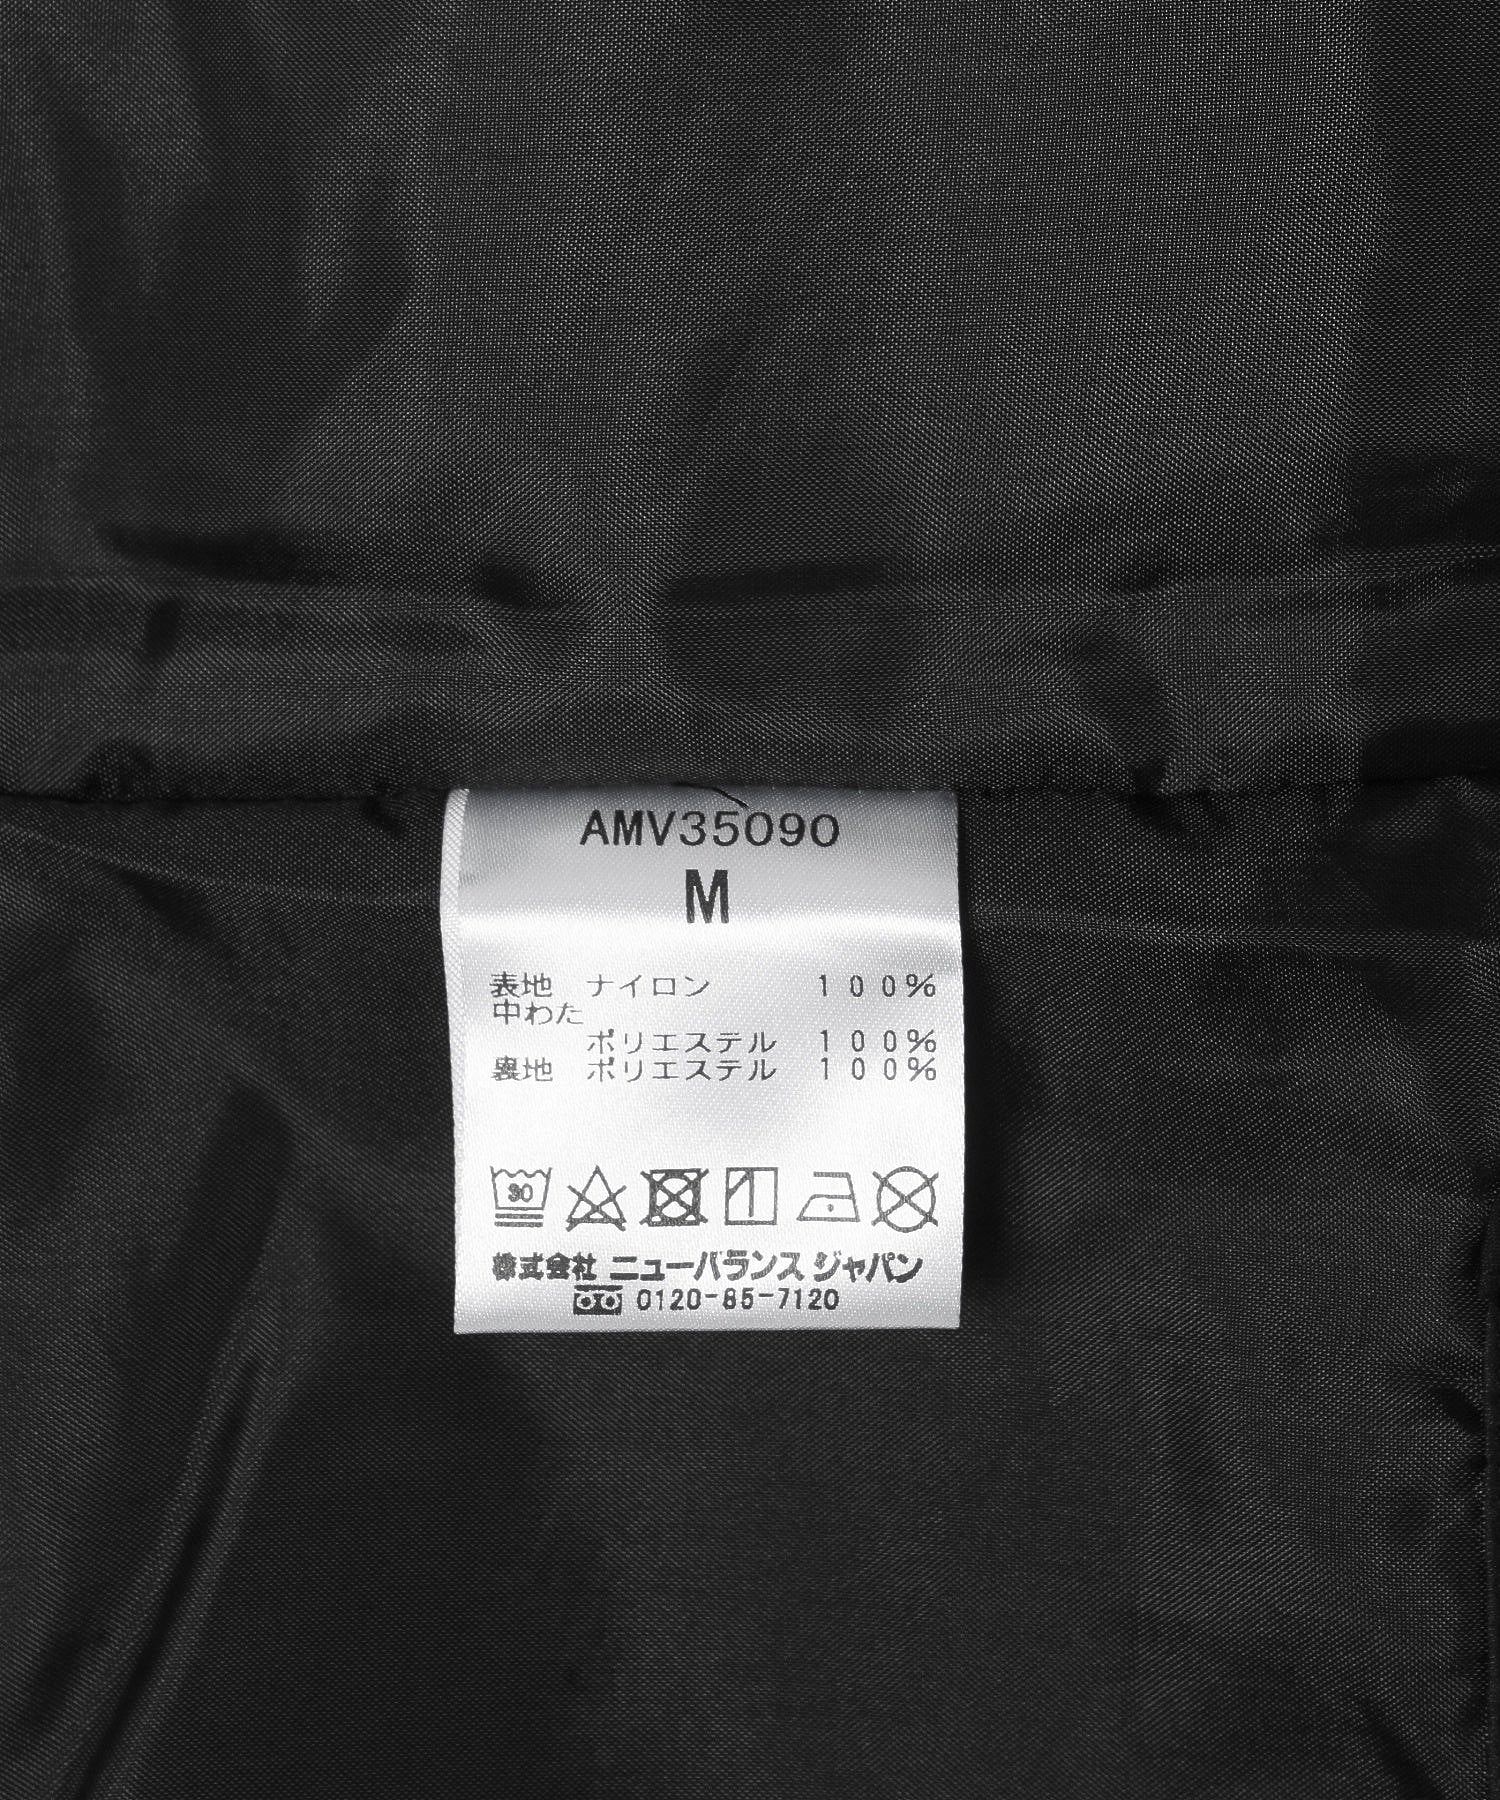 AMV35090
M
表地 ナイロン 100%
中わた
ポリエステル 100%
裏地 ポリエステル 100%
30
株式会社 ニューバランス ジャパン
0120-85-7120